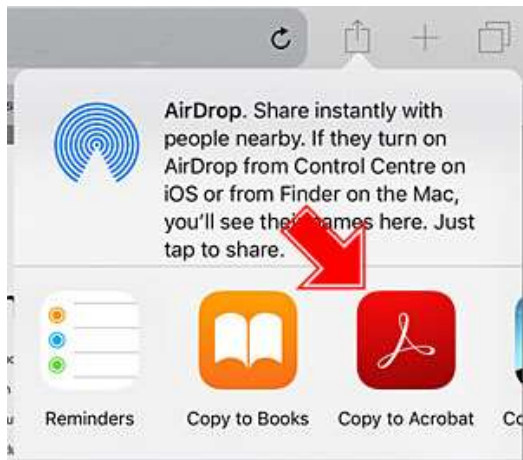 AirDrop. Share instantly with
people nearby. If they turn on
AirDrop from Control Centre on
iOS or from Finder on the Mac,
you'll see their names here. Just
tap to share.
Reminders Copy to Books Copy to Acrobat